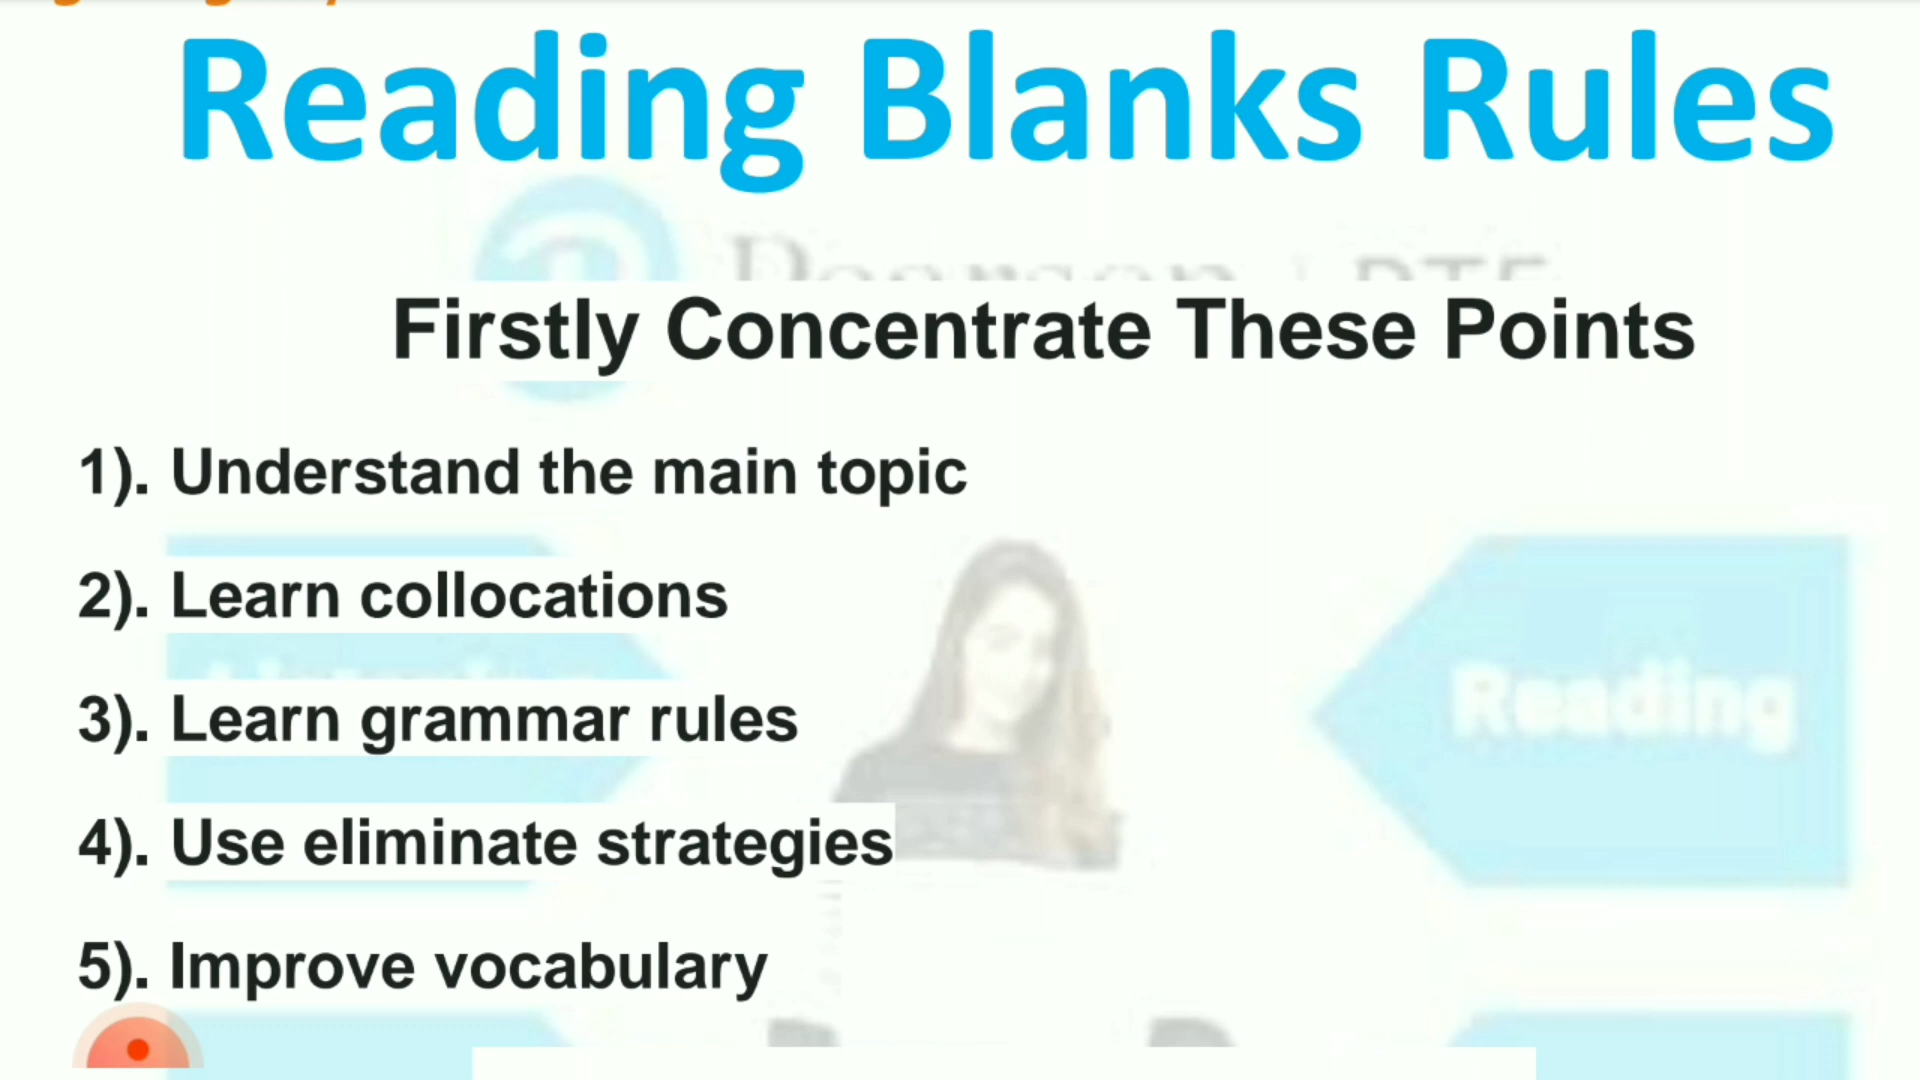 Reading Blanks Rules
Firstly Concentrate These Points
1). Understand the main topic
2). Learn collocations
3). Learn grammar rules
Reading
4). Use eliminate strategies
5). Improve vocabulary